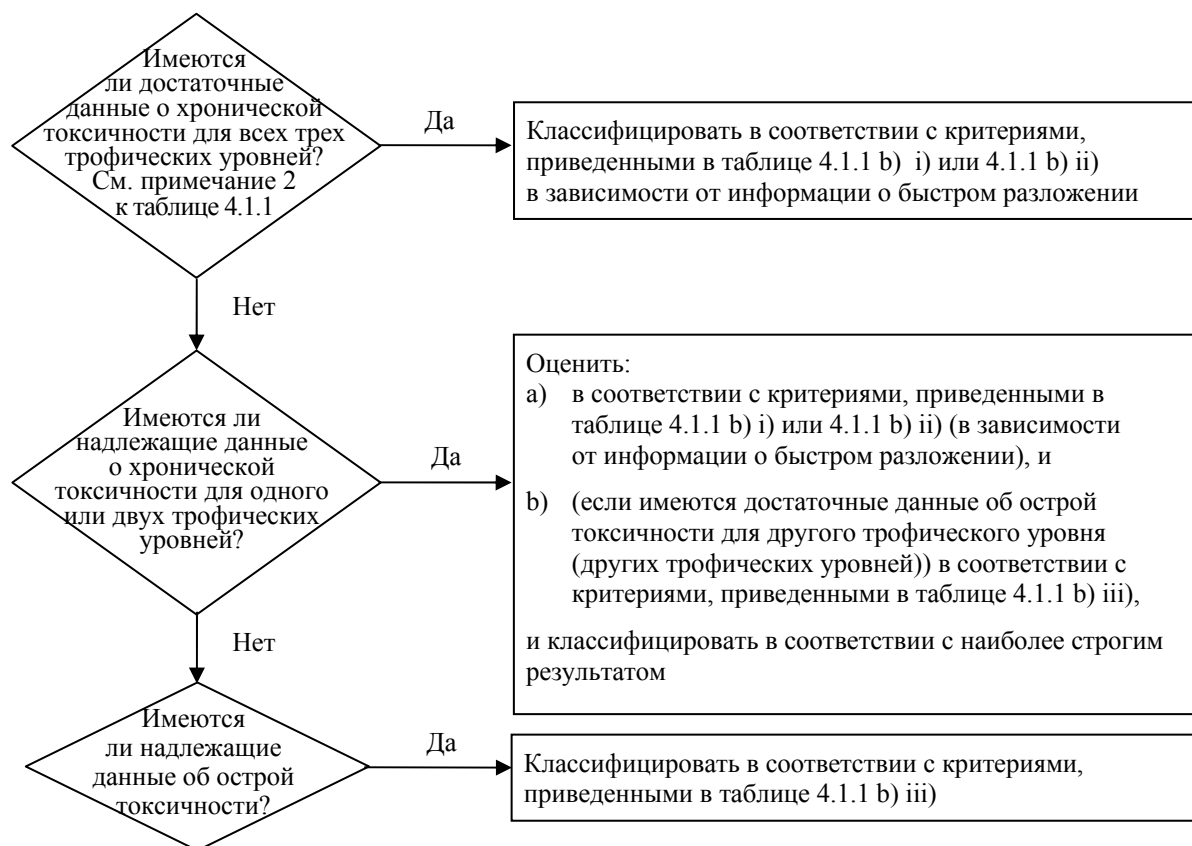 Имеются
ли достаточные
данные о хронической
токсичности для всех трех
трофических уровней?
См. примечание 2
к таблице 4.1.1
Да
Классифицировать в соответствии с критериями,
приведенными в таблице 4.1.1 b) i) или 4.1.1 b) ii)
в зависимости от информации о быстром разложении
Нет
Имеются ли
надлежащие данные
о хронической
токсичности для одного
или двух трофических
уровней?
Да
Оценить:
a) в соответствии с критериями, приведенными в
таблице 4.1.1 b) i) или 4.1.1 b) ii) (в зависимости
от информации о быстром разложении), и
b) (если имеются достаточные данные об острой
токсичности для другого трофического уровня
(других трофических уровней)) в соответствии с
критериями, приведенными в таблице 4.1.1 b) iii),
и классифицировать в соответствии с наиболее строгим
результатом
Нет
Имеются
ли надлежащие
данные об острой
токсичности?
Да
Классифицировать в соответствии с критериями,
приведенными в таблице 4.1.1 b) iii)